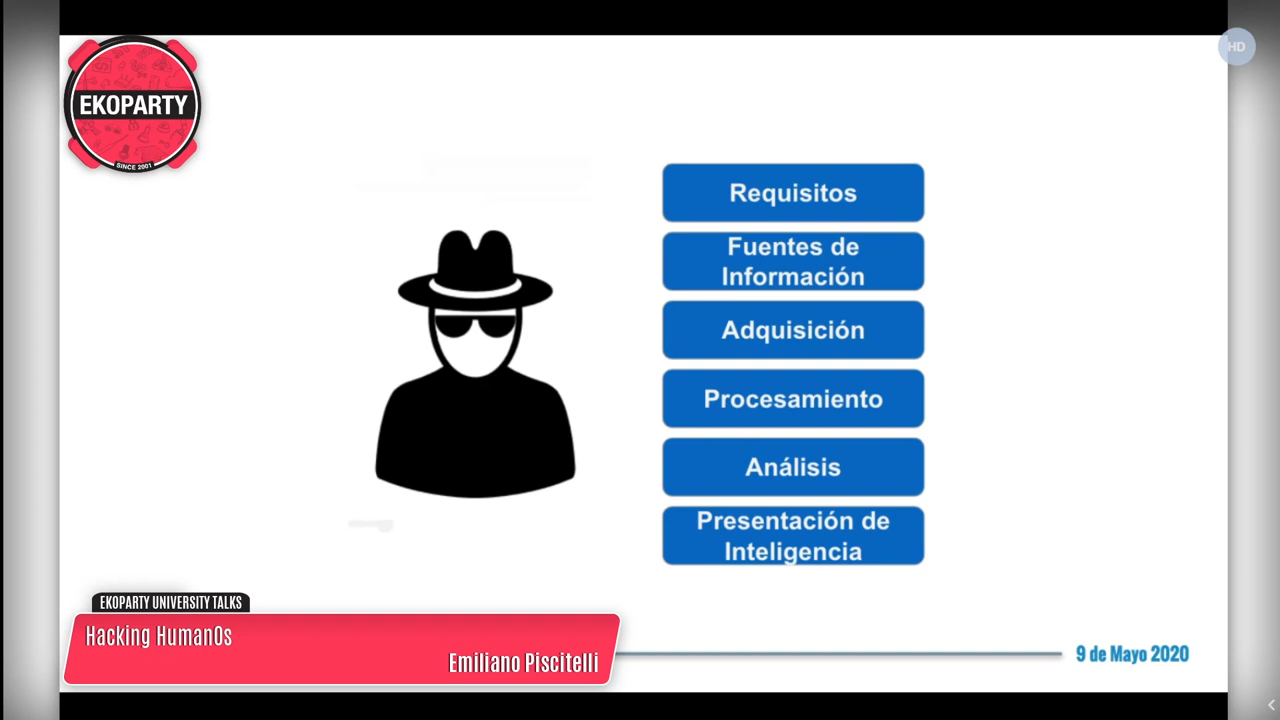 EKOPARTY
SINCE 2001
HD
Requisitos
Fuentes de
Información
Adquisición
Procesamiento
Análisis
Presentación de
Inteligencia
EKOPARTY UNIVERSITY TALKS
Hacking HumanOs
Emiliano Piscitelli
9 de Mayo 2020